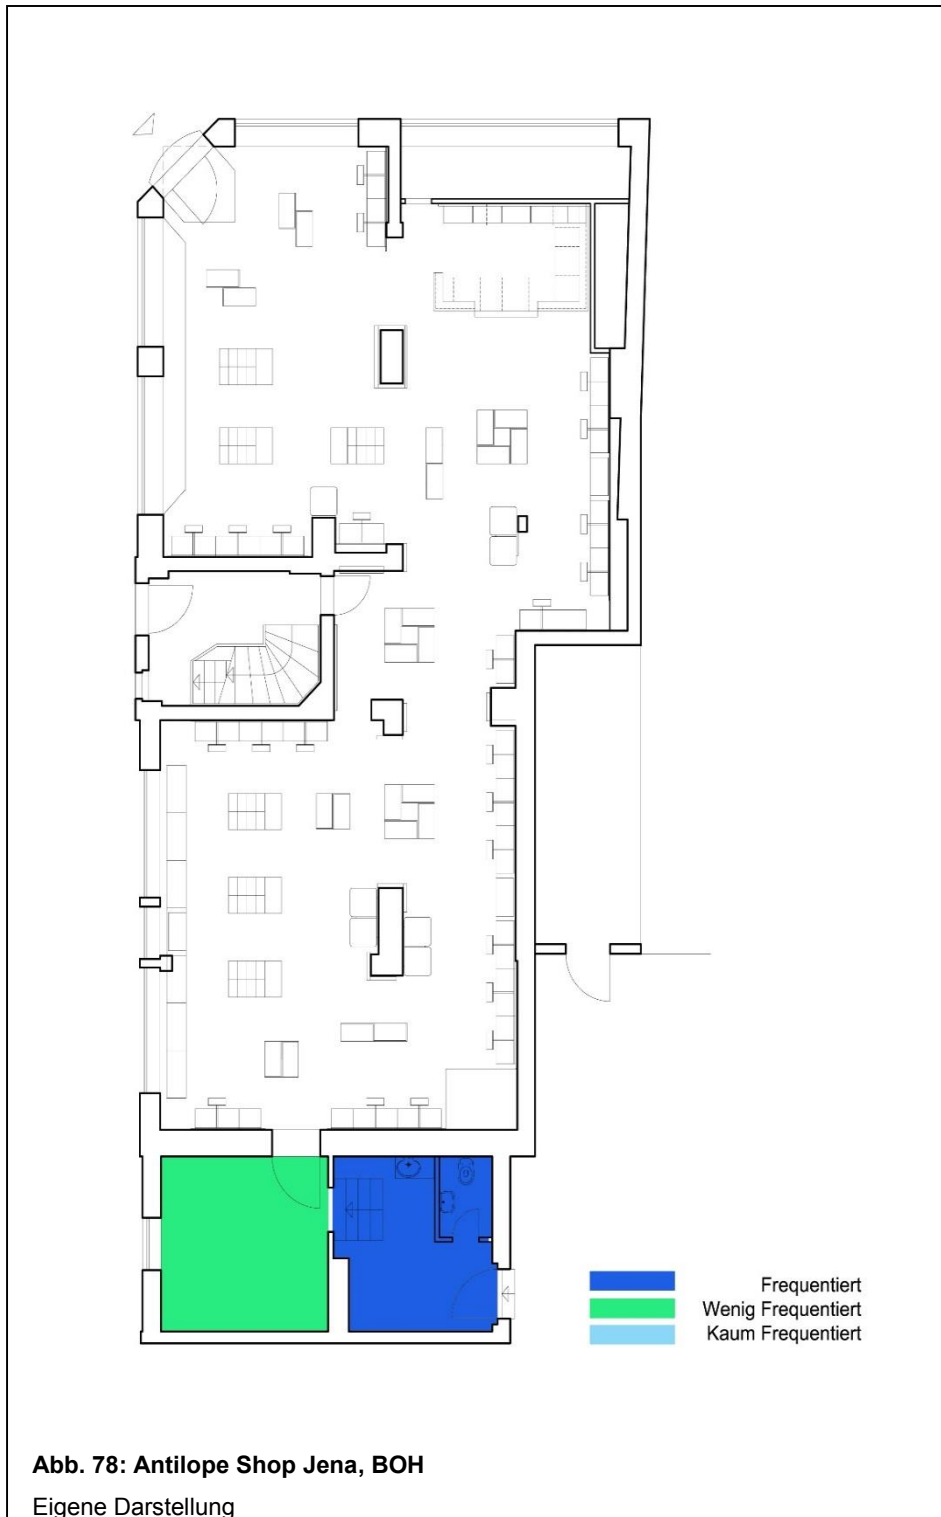 Frequentiert
Wenig Frequentiert
Kaum Frequentiert
Abb. 78: Antilope Shop Jena, BOH
Eigene Darstellung